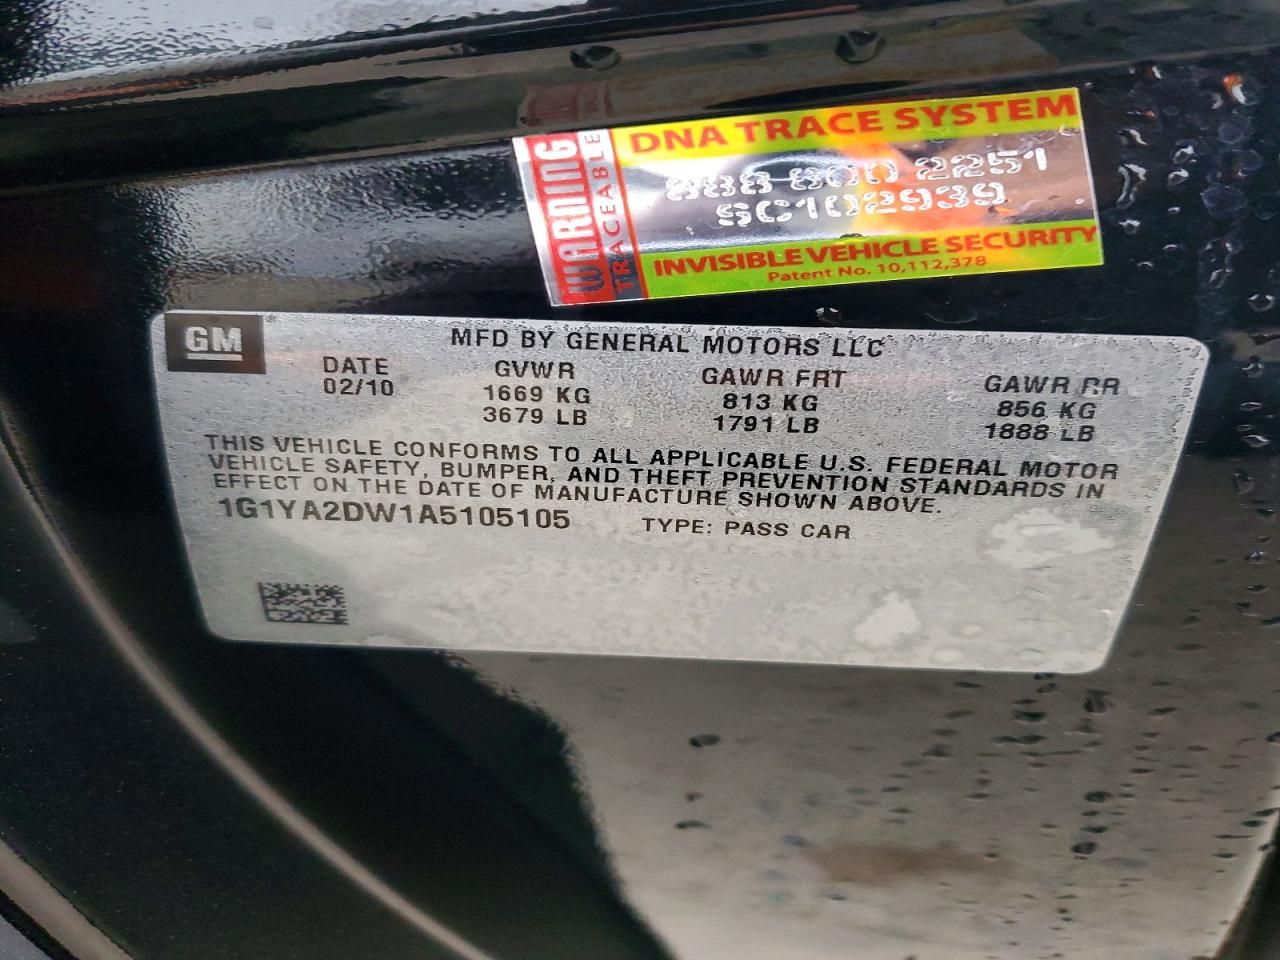 WARNING
TRACEABLE
DNA TRACE SYSTEM
888 800 2251
SC102939
INVISIBLE VEHICLE SECURITY
Patent No. 10,112,378
GM
MFD BY GENERAL MOTORS LLC
DATE GVWR GAWR FRT GAWR RR
02/10 1669 KG 813 KG 856 KG
3679 LB 1791 LB 1888 LB
THIS VEHICLE CONFORMS TO ALL APPLICABLE U.S. FEDERAL MOTOR
VEHICLE SAFETY, BUMPER, AND THEFT PREVENTION STANDARDS IN
EFFECT ON THE DATE OF MANUFACTURE SHOWN ABOVE.
1G1YA2DW1A5105105 TYPE: PASS CAR